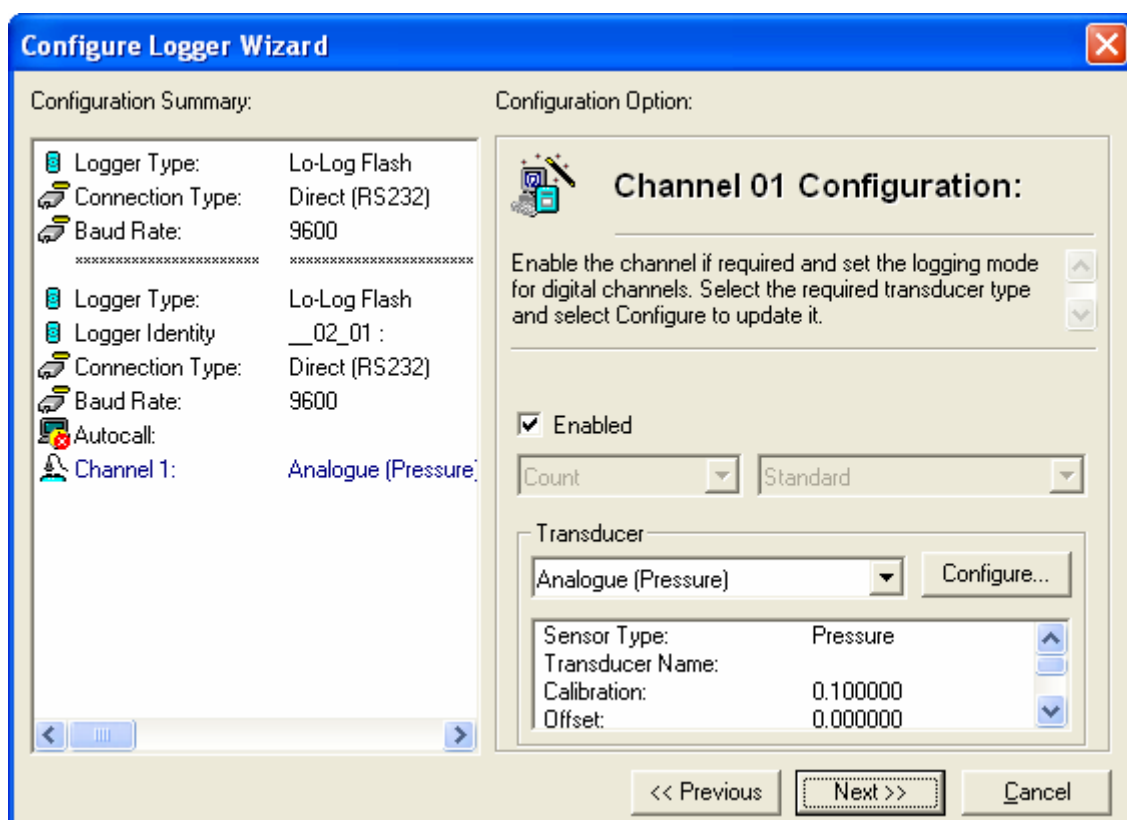 Configure Logger Wizard
Configuration Summary:
Logger Type: Lo-Log Flash
Connection Type: Direct (RS232)
Baud Rate: 9600
xxxxxxxxxxxxxxxxxxxxxxx xxxxxxxxxxxxxxxxxxxxxxx
Logger Type: Lo-Log Flash
Logger Identity __02_01 :
Connection Type: Direct (RS232)
Baud Rate: 9600
Autocall:
Channel 1: Analogue (Pressure)
Configuration Option:
Channel 01 Configuration:
Enable the channel if required and set the logging mode
for digital channels. Select the required transducer type
and select Configure to update it.
Enabled
Count Standard
Transducer
Analogue (Pressure) Configure...
Sensor Type: Pressure
Transducer Name:
Calibration: 0.100000
Offset: 0.000000
<< Previous Next >> Cancel